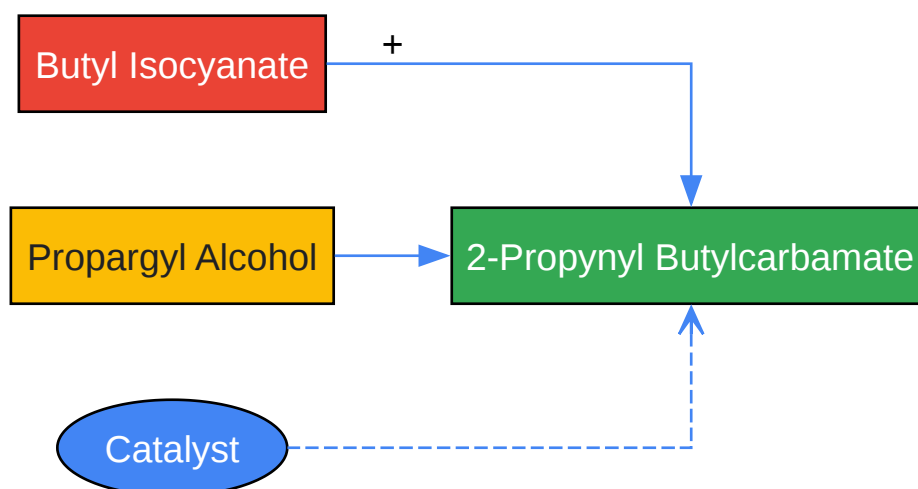 +
Butyl Isocyanate
Propargyl Alcohol
2-Propynyl Butylcarbamate
Catalyst